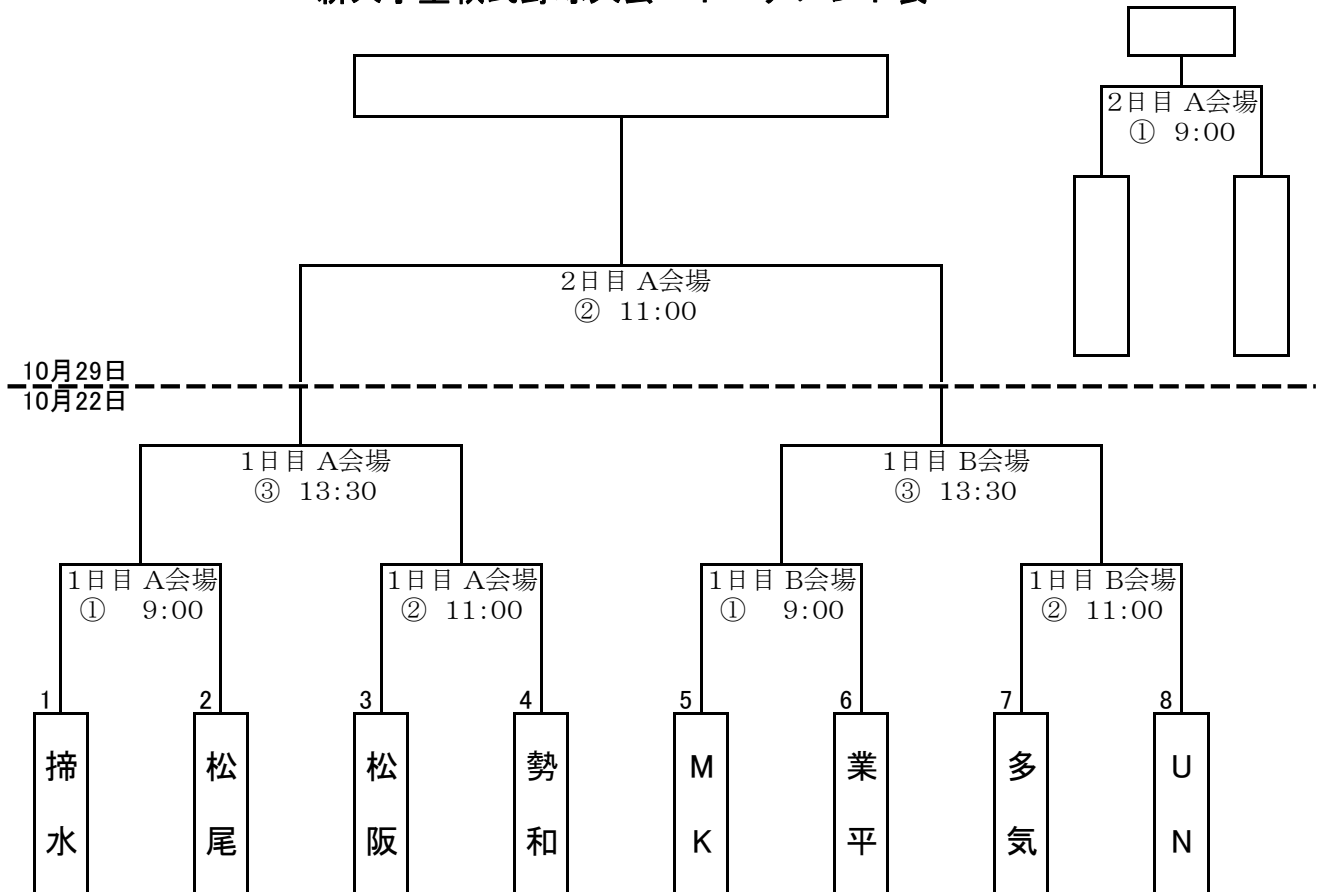 2日目 A会場
① 9:00
2日目 A会場
② 11:00
10月29日
10月22日
1日目 A会場
③ 13:30
1日目 B会場
③ 13:30
1日目 A会場
① 9:00
1日目 A会場
② 11:00
1日目 B会場
① 9:00
1日目 B会場
② 11:00
1
2
3
4
5
6
7
8
揥水
松尾
松阪
勢和
MK
業平
多気
UN